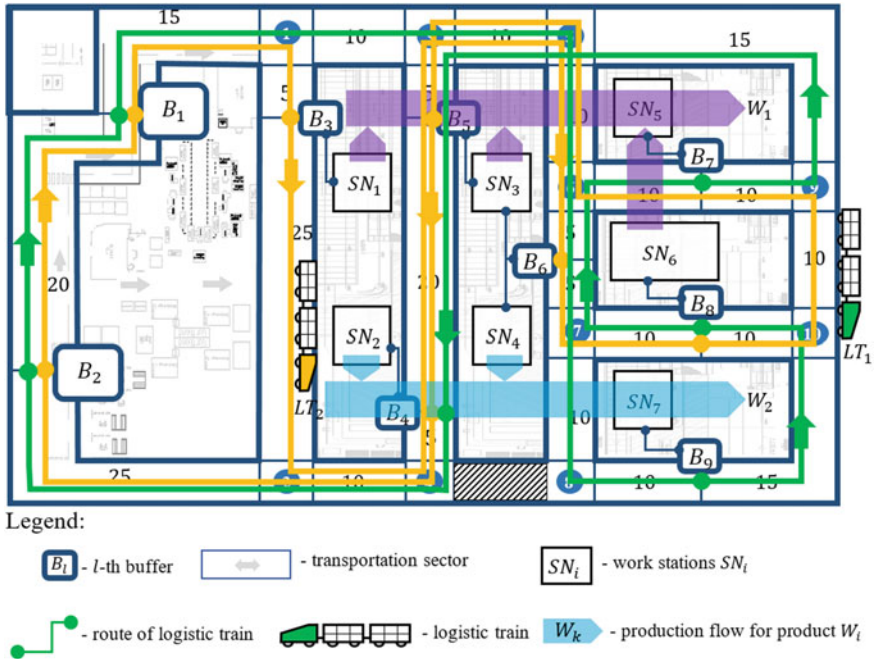 15
10
10
15
B₁
5
B₃
B₅
SN₅
W₁
B₇
SN₁
SN₃
10
10
25
5
B₆
SN₆
10
20
20
B₈
7
10
10
SN₂
SN₄
LT₂
LT₁
B₂
B₄
SN₇
W₂
10
5
B₉
25
10
8
10
15
Legend:
Bₗ - l-th buffer
- transportation sector
SNᵢ - work stations SNᵢ
- route of logistic train
- logistic train
Wₖ - production flow for product Wᵢ